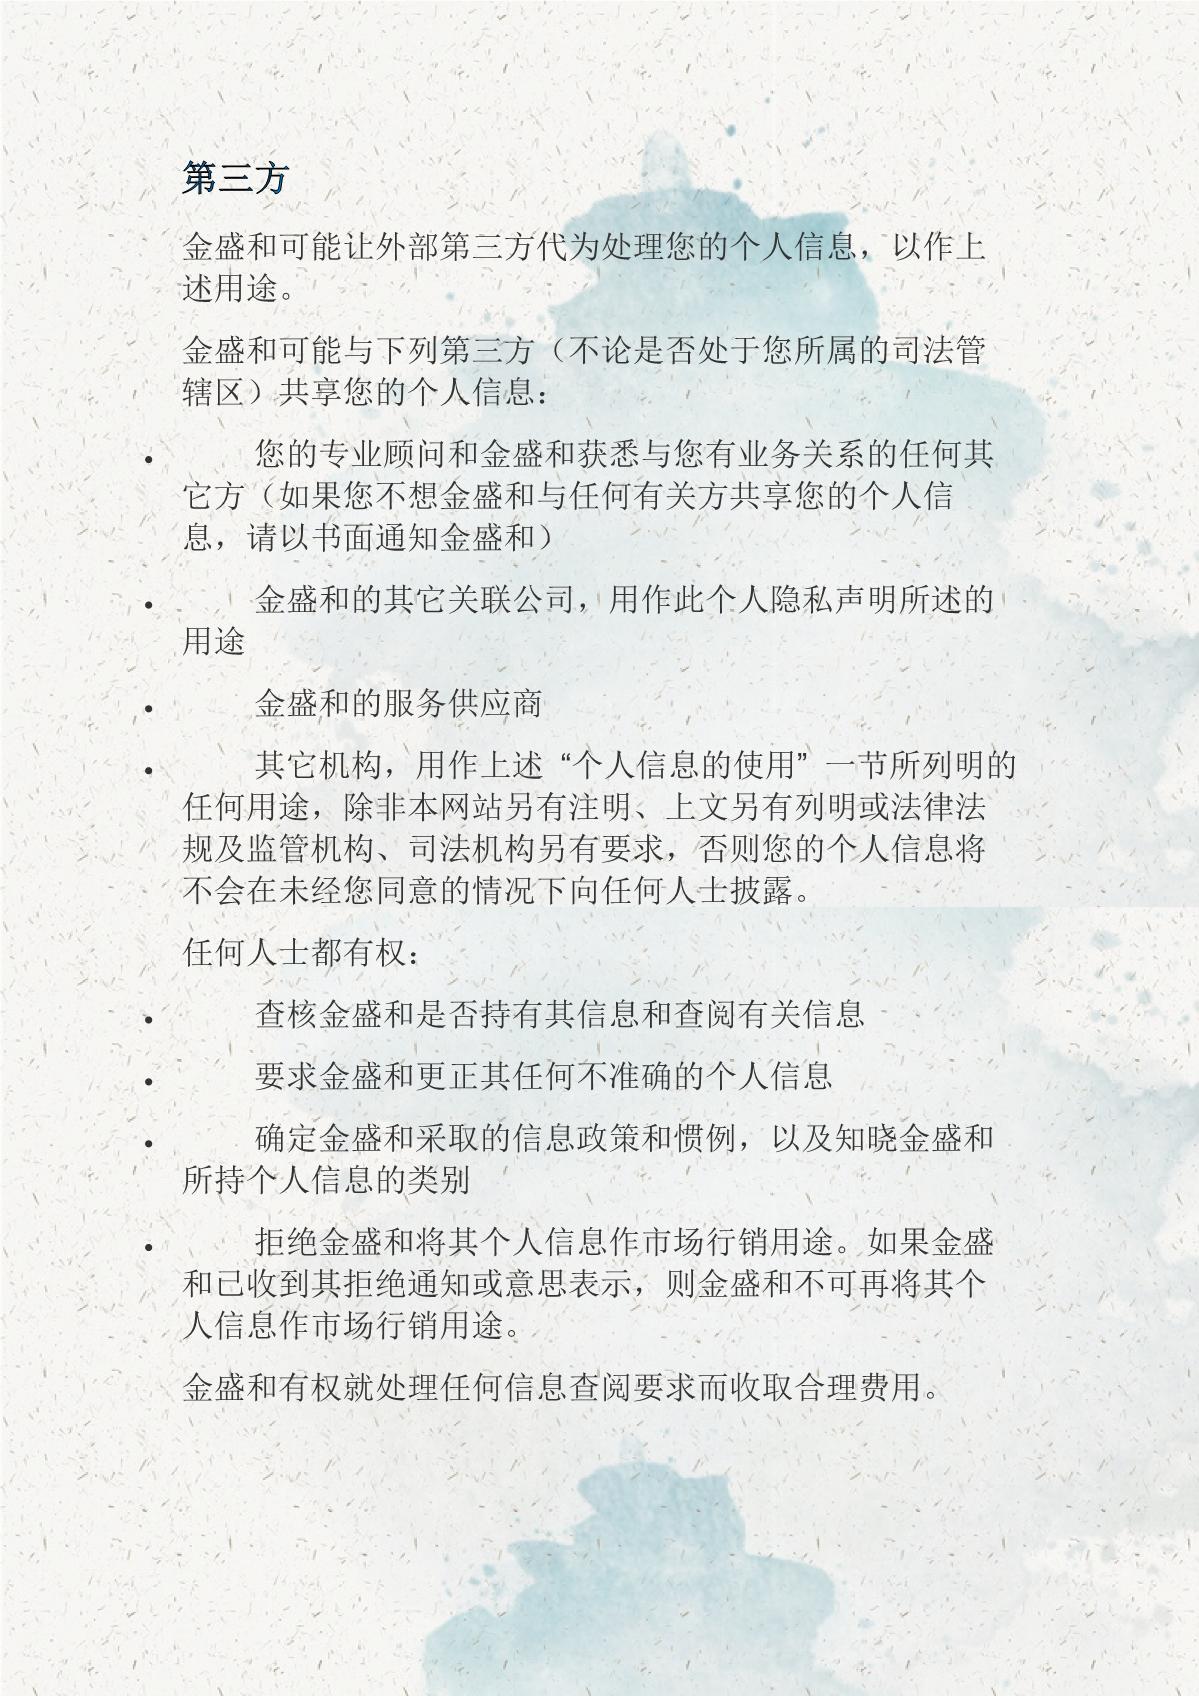 第三方
金盛和可能让外部第三方代为处理您的个人信息，以作上
述用途。
金盛和可能与下列第三方（不论是否处于您所属的司法管
辖区）共享您的个人信息：
• 您的专业顾问和金盛和获悉与您有业务关系的任何其
它方（如果您不想金盛和与任何有关方共享您的个人信
息，请以书面通知金盛和）
• 金盛和的其它关联公司，用作此个人隐私声明所述的
用途
• 金盛和的服务供应商
• 其它机构，用作上述“个人信息的使用”一节所列明的
任何用途，除非本网站另有注明、上文另有列明或法律法
规及监管机构、司法机构另有要求，否则您的个人信息将
不会在未经您同意的情况下向任何人士披露。
任何人士都有权：
• 查核金盛和是否持有其信息和查阅有关信息
• 要求金盛和更正其任何不准确的个人信息
• 确定金盛和采取的信息政策和惯例，以及知晓金盛和
所持个人信息的类别
• 拒绝金盛和将其个人信息作市场行销用途。如果金盛
和已收到其拒绝通知或意思表示，则金盛和不可再将其个
人信息作市场行销用途。
金盛和有权就处理任何信息查阅要求而收取合理费用。